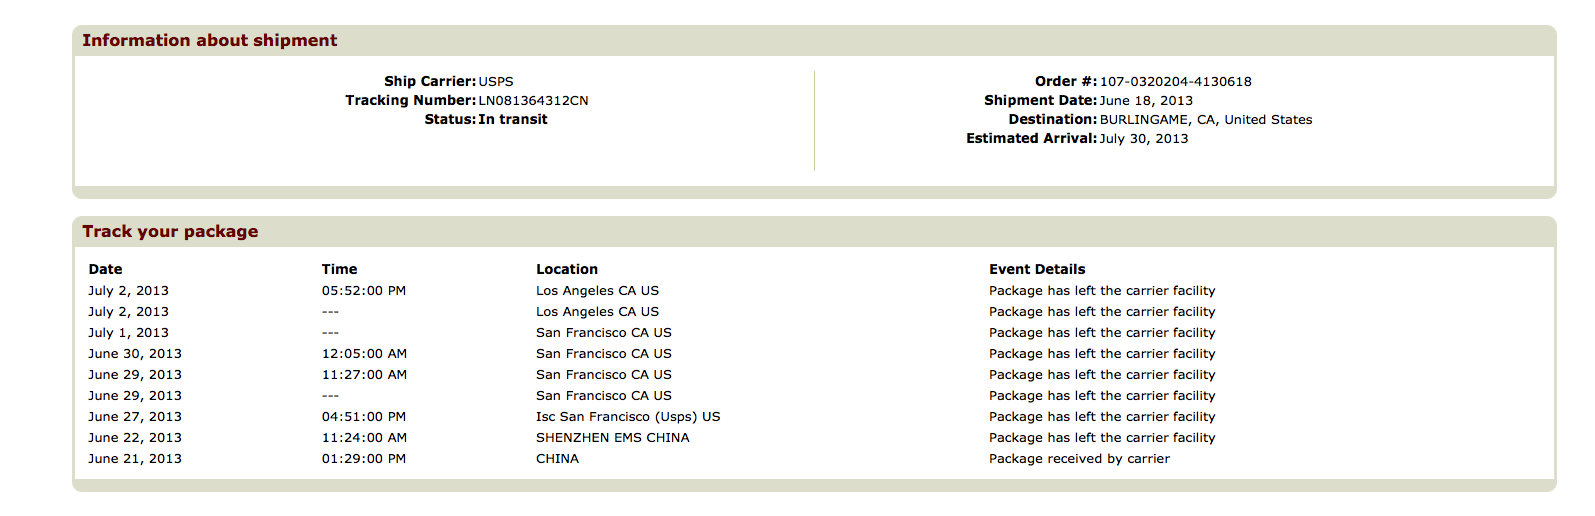 Information about shipment
Ship Carrier: USPS
Tracking Number: LN081364312CN
Status: In transit
Order #: 107-0320204-4130618
Shipment Date: June 18, 2013
Destination: BURLINGAME, CA, United States
Estimated Arrival: July 30, 2013
Track your package
Date Time Location Event Details
July 2, 2013 05:52:00 PM Los Angeles CA US Package has left the carrier facility
July 2, 2013 --- Los Angeles CA US Package has left the carrier facility
July 1, 2013 --- San Francisco CA US Package has left the carrier facility
June 30, 2013 12:05:00 AM San Francisco CA US Package has left the carrier facility
June 29, 2013 11:27:00 AM San Francisco CA US Package has left the carrier facility
June 29, 2013 --- San Francisco CA US Package has left the carrier facility
June 27, 2013 04:51:00 PM Isc San Francisco (Usps) US Package has left the carrier facility
June 22, 2013 11:24:00 AM SHENZHEN EMS CHINA Package has left the carrier facility
June 21, 2013 01:29:00 PM CHINA Package received by carrier